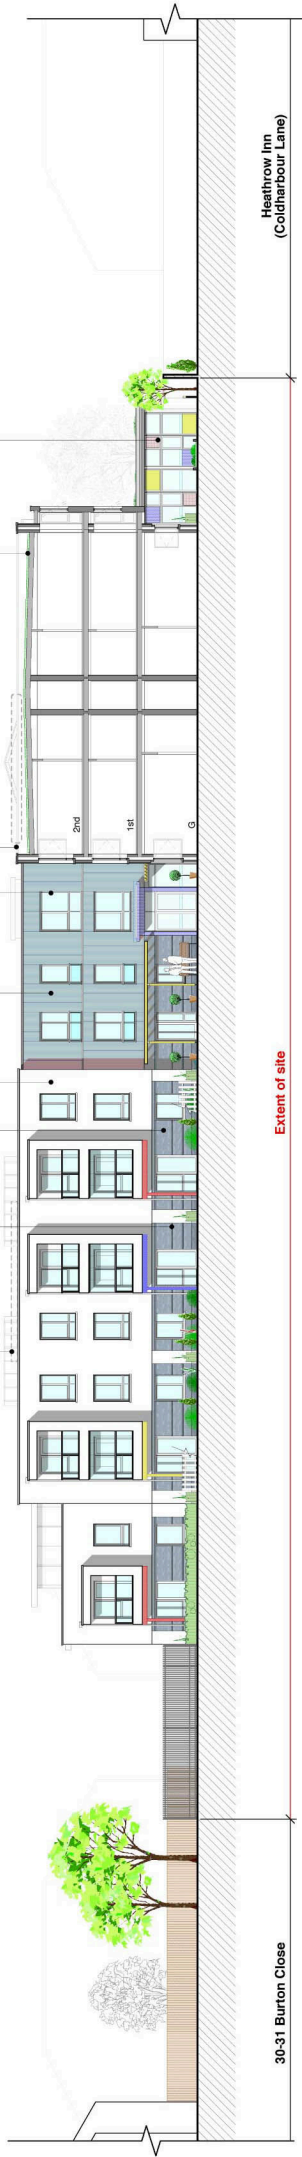 2nd
1st
G
30-31 Burton Close
Extent of site
Heathrow Inn
(Coldharbour Lane)